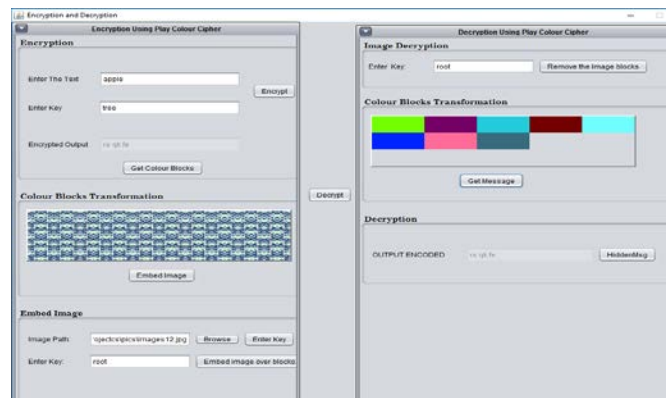 Encryption and Decryption
Encryption Using Play Colour Cipher
Encryption
Enter The Text
apple
Encrypt
Enter Key
tree
Encrypted Output
Get Colour Blocks
Colour Blocks Transformation
Embed Image
Embed Image
Image Path:
Browse
Enter Key
Enter Key:
root
Embed image over blocks
Decrypt
Decryption Using Play Colour Cipher
Image Decryption
Enter Key:
root
Remove the image blocks
Colour Blocks Transformation
Get Message
Decryption
OUTPUT ENCODED
HiddenMsg